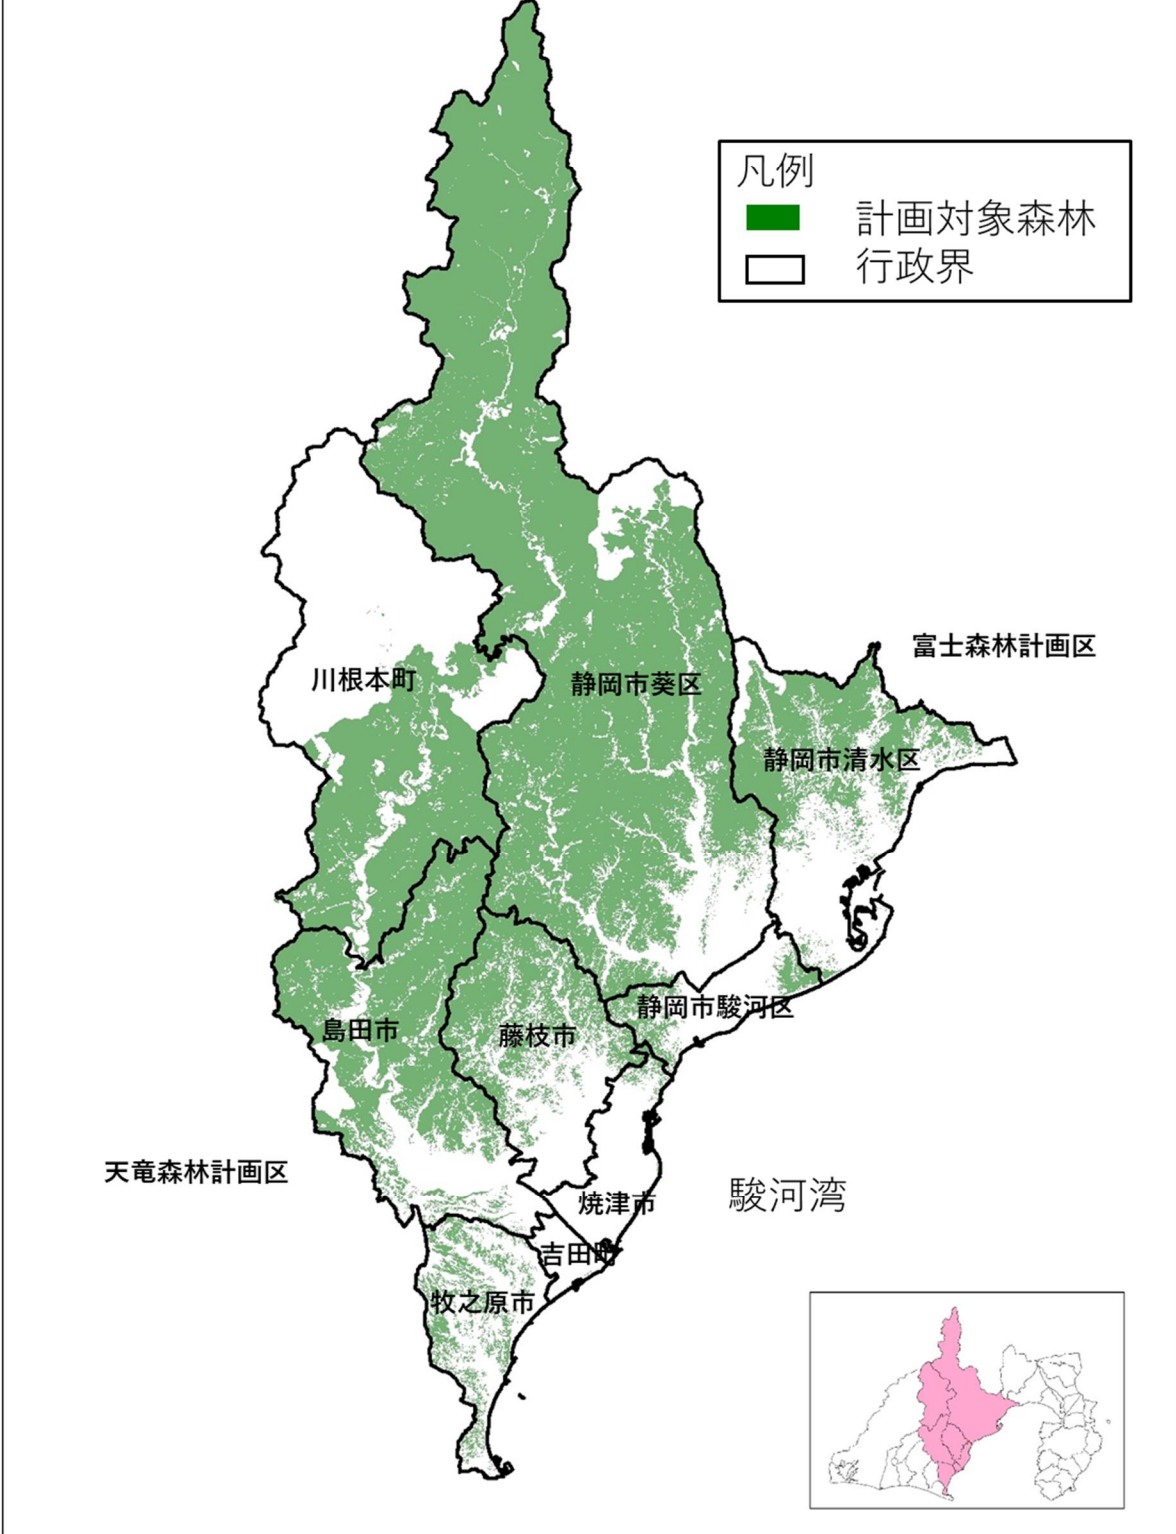 凡例
計画対象森林
行政界
富士森林計画区
川根本町
静岡市葵区
静岡市清水区
静岡市駿河区
島田市
藤枝市
天竜森林計画区
焼津市
駿河湾
吉田町
牧之原市